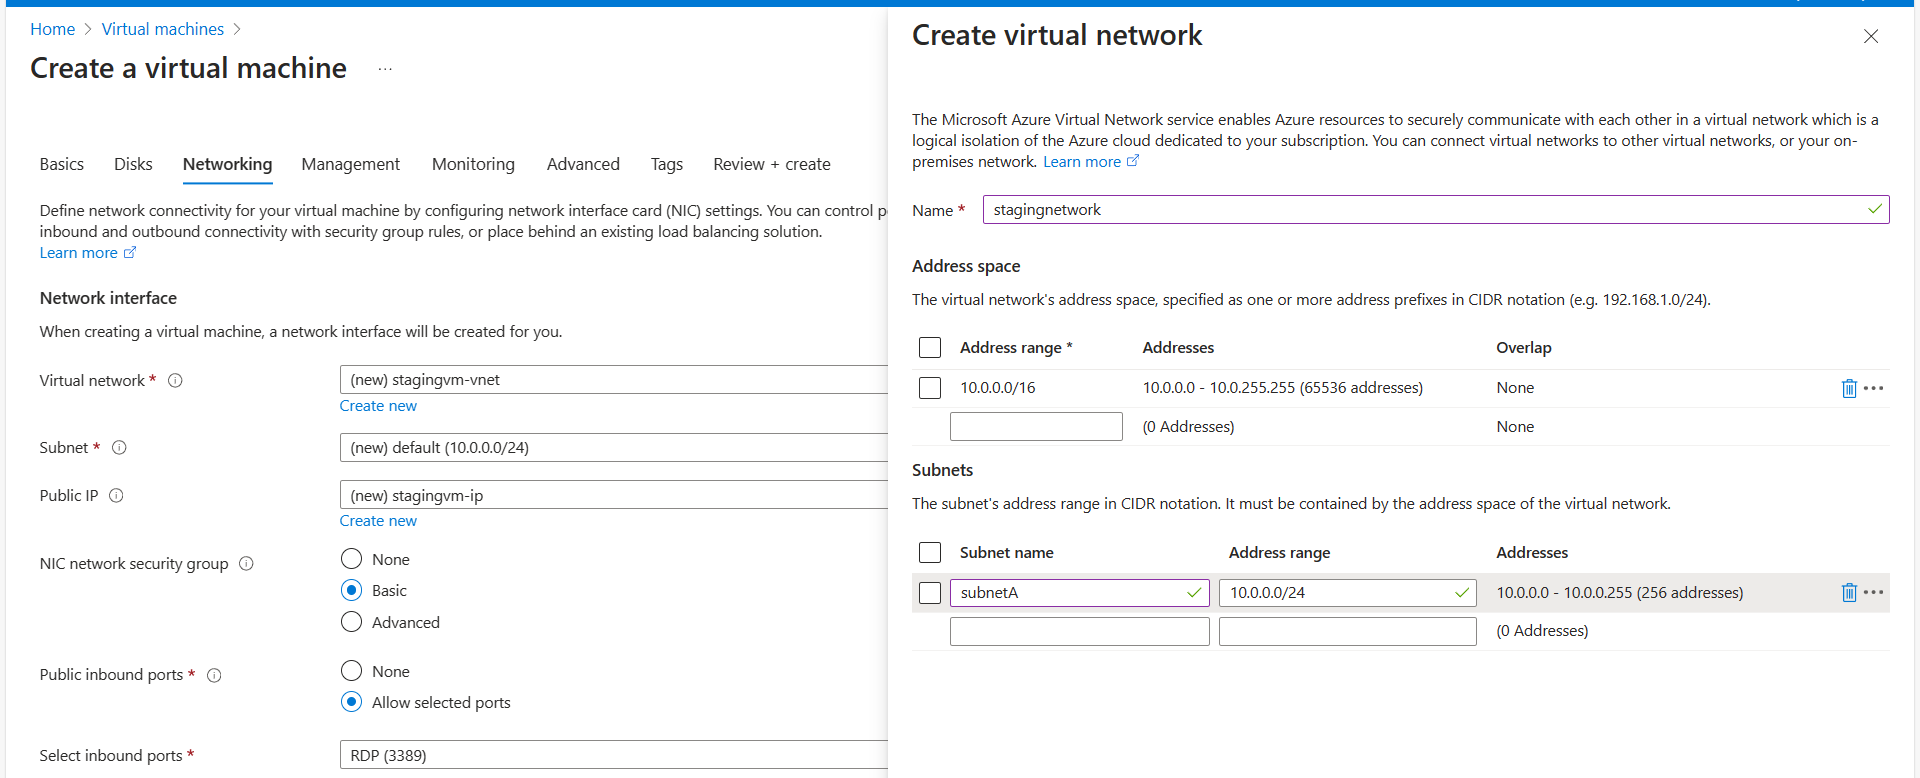 Home > Virtual machines >
Create a virtual machine ...
Basics Disks Networking Management Monitoring Advanced Tags Review + create
Define network connectivity for your virtual machine by configuring network interface card (NIC) settings. You can control
inbound and outbound connectivity with security group rules, or place behind an existing load balancing solution.
Learn more
Network interface
When creating a virtual machine, a network interface will be created for you.
Virtual network *
(new) stagingvm-vnet
Create new
Subnet *
(new) default (10.0.0.0/24)
Public IP
(new) stagingvm-ip
Create new
NIC network security group
None
Basic
Advanced
Public inbound ports *
None
Allow selected ports
Select inbound ports *
RDP (3389)
Create virtual network
The Microsoft Azure Virtual Network service enables Azure resources to securely communicate with each other in a virtual network which is a
logical isolation of the Azure cloud dedicated to your subscription. You can connect virtual networks to other virtual networks, or your on-
premises network. Learn more
Name * stagingnetwork
Address space
The virtual network's address space, specified as one or more address prefixes in CIDR notation (e.g. 192.168.1.0/24).
Address range * Addresses Overlap
10.0.0.0/16 10.0.0.0 - 10.0.255.255 (65536 addresses) None
(0 Addresses) None
Subnets
The subnet's address range in CIDR notation. It must be contained by the address space of the virtual network.
Subnet name Address range Addresses
subnetA 10.0.0.0/24 10.0.0.0 - 10.0.0.255 (256 addresses)
(0 Addresses)